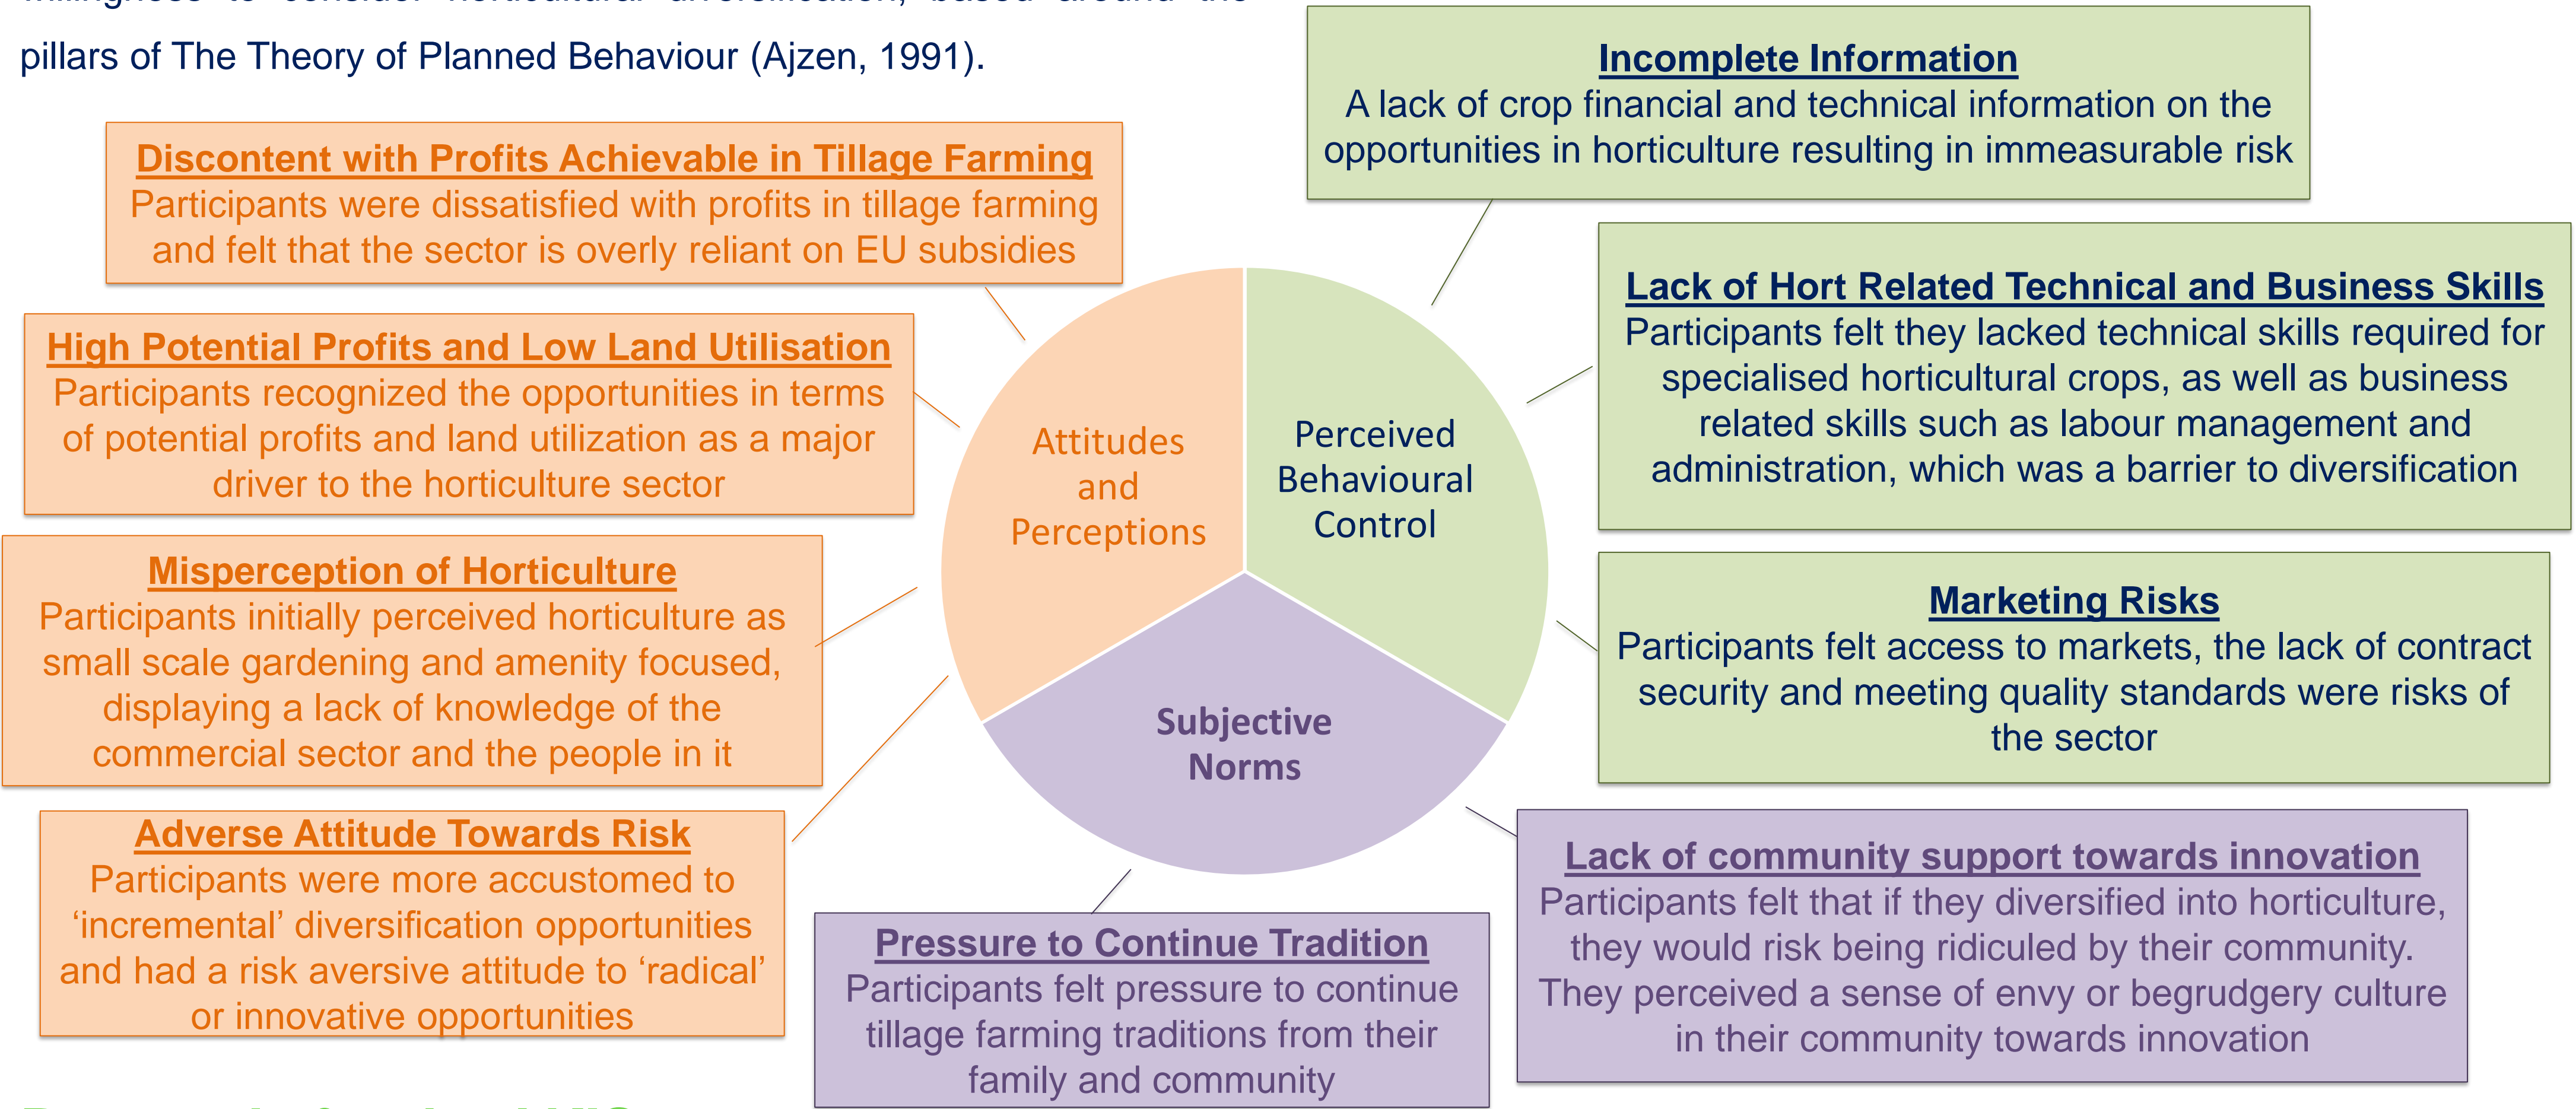 pillars of The Theory of Planned Behaviour (Ajzen, 1991).
Discontent with Profits Achievable in Tillage Farming
Participants were dissatisfied with profits in tillage farming
and felt that the sector is overly reliant on EU subsidies
High Potential Profits and Low Land Utilisation
Participants recognized the opportunities in terms
of potential profits and land utilization as a major
driver to the horticulture sector
Misperception of Horticulture
Participants initially perceived horticulture as
small scale gardening and amenity focused,
displaying a lack of knowledge of the
commercial sector and the people in it
Adverse Attitude Towards Risk
Participants were more accustomed to
‘incremental’ diversification opportunities
and had a risk aversive attitude to ‘radical’
or innovative opportunities
Attitudes
and
Perceptions
Perceived
Behavioural
Control
Subjective
Norms
Incomplete Information
A lack of crop financial and technical information on the
opportunities in horticulture resulting in immeasurable risk
Lack of Hort Related Technical and Business Skills
Participants felt they lacked technical skills required for
specialised horticultural crops, as well as business
related skills such as labour management and
administration, which was a barrier to diversification
Marketing Risks
Participants felt access to markets, the lack of contract
security and meeting quality standards were risks of
the sector
Lack of community support towards innovation
Participants felt that if they diversified into horticulture,
they would risk being ridiculed by their community.
They perceived a sense of envy or begrudgery culture
in their community towards innovation
Pressure to Continue Tradition
Participants felt pressure to continue
tillage farming traditions from their
family and community